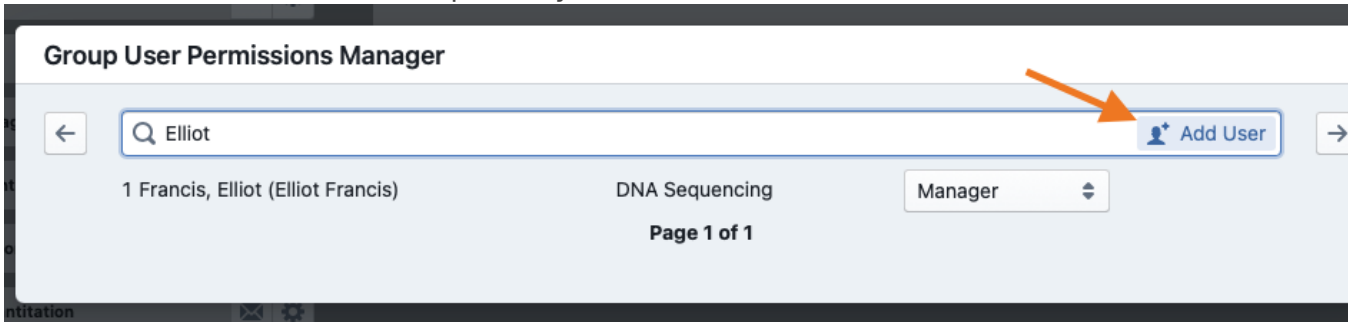 Group User Permissions Manager
Elliot
Add User
1 Francis, Elliot (Elliot Francis) DNA Sequencing Manager
Page 1 of 1
ntitation